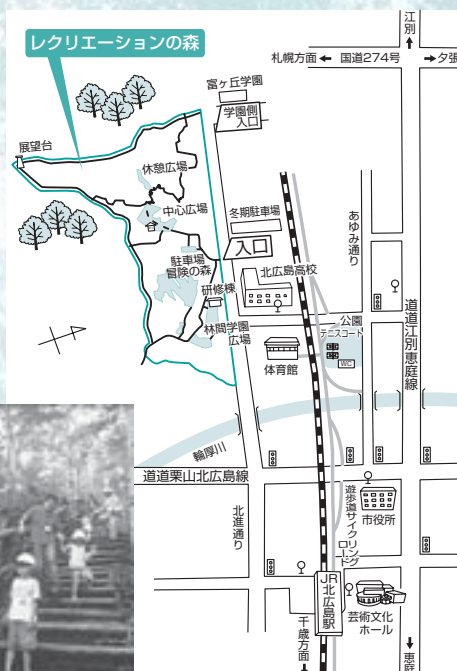 レクリエーションの森
江別
札幌方面
国道274号
夕張
富ヶ丘学園
学園側
入口
展望台
休憩広場
中心広場
冬期駐車場
あゆみ通り
入口
駐車場
冒険の森
北広島高校
研修棟
道道江別恵庭線
公園
テニスコート
林間学園
広場
体育館
WC
輪厚川
道道栗山北広島線
北進通り
遊歩道サイクリング
ロード
市役所
JR
北広島駅
芸術文化
ホール
千歳方面
恵庭